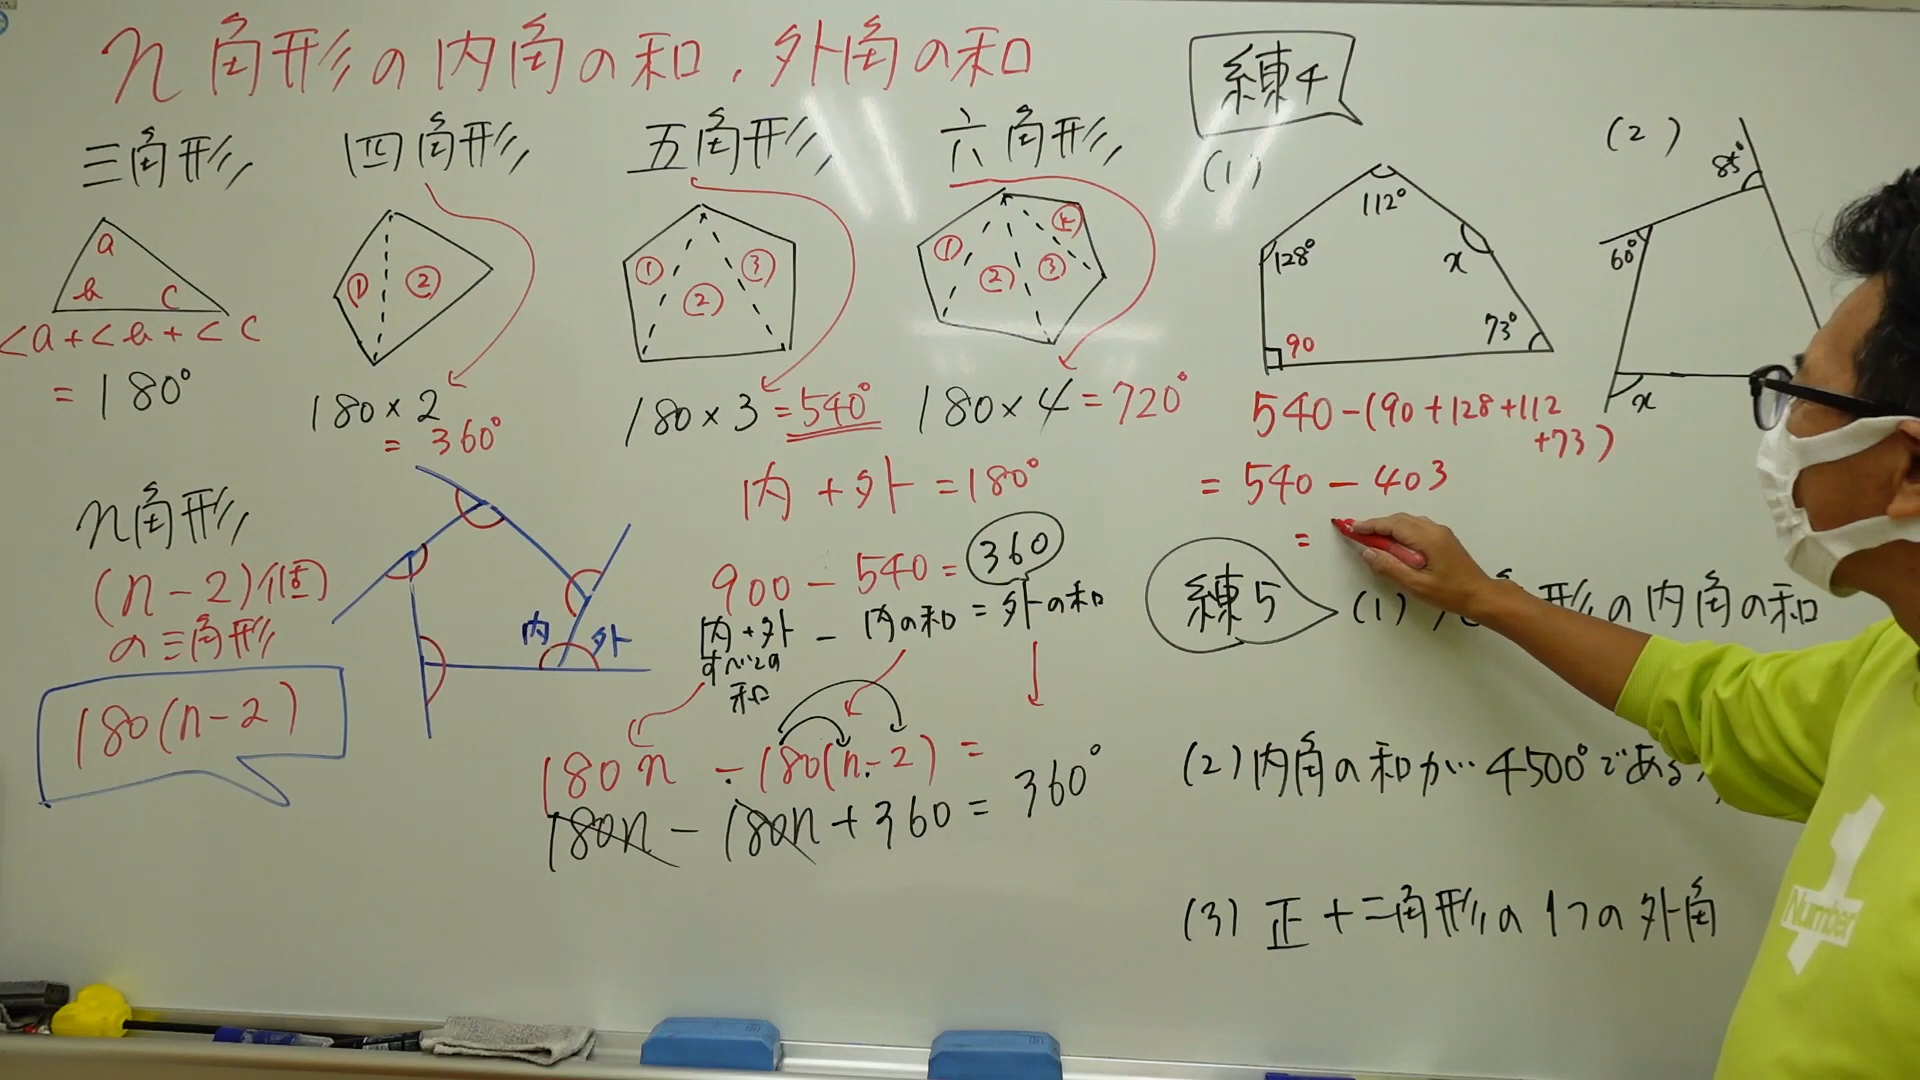 n角形の内角の和,外角の和
三角形
a
b
c
<a+<b+<c
=180°
四角形
①
②
180×2
=360°
五角形
①
②
③
180×3=540°
六角形
①
②
③
④
180×4=720°
n角形
(n-2)個
の三角形
180(n-2)
内 外
内+外=180°
900-540=360
内+外 - 内の和=外の和
すべての
和
180n-180(n-2)=
180n-180n+360=360°
練4
(1)
112°
128°
x
73°
90
540-(90+128+112
+73)
=540-403
=
(2)
85°
60°
x
練5
(1)
形の内角の和
(2)内角の和が4500°である
(3)正十二角形の1つの外角
1
Number